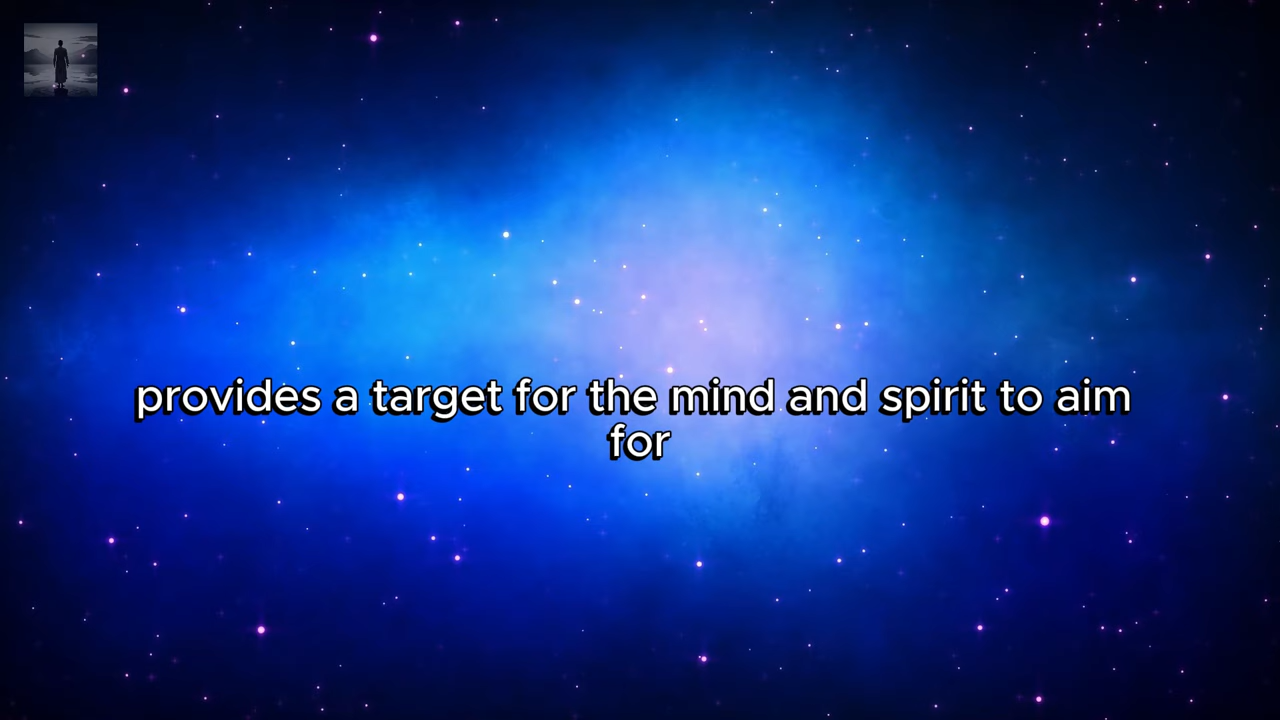 provides a target for the mind and spirit to aim
for